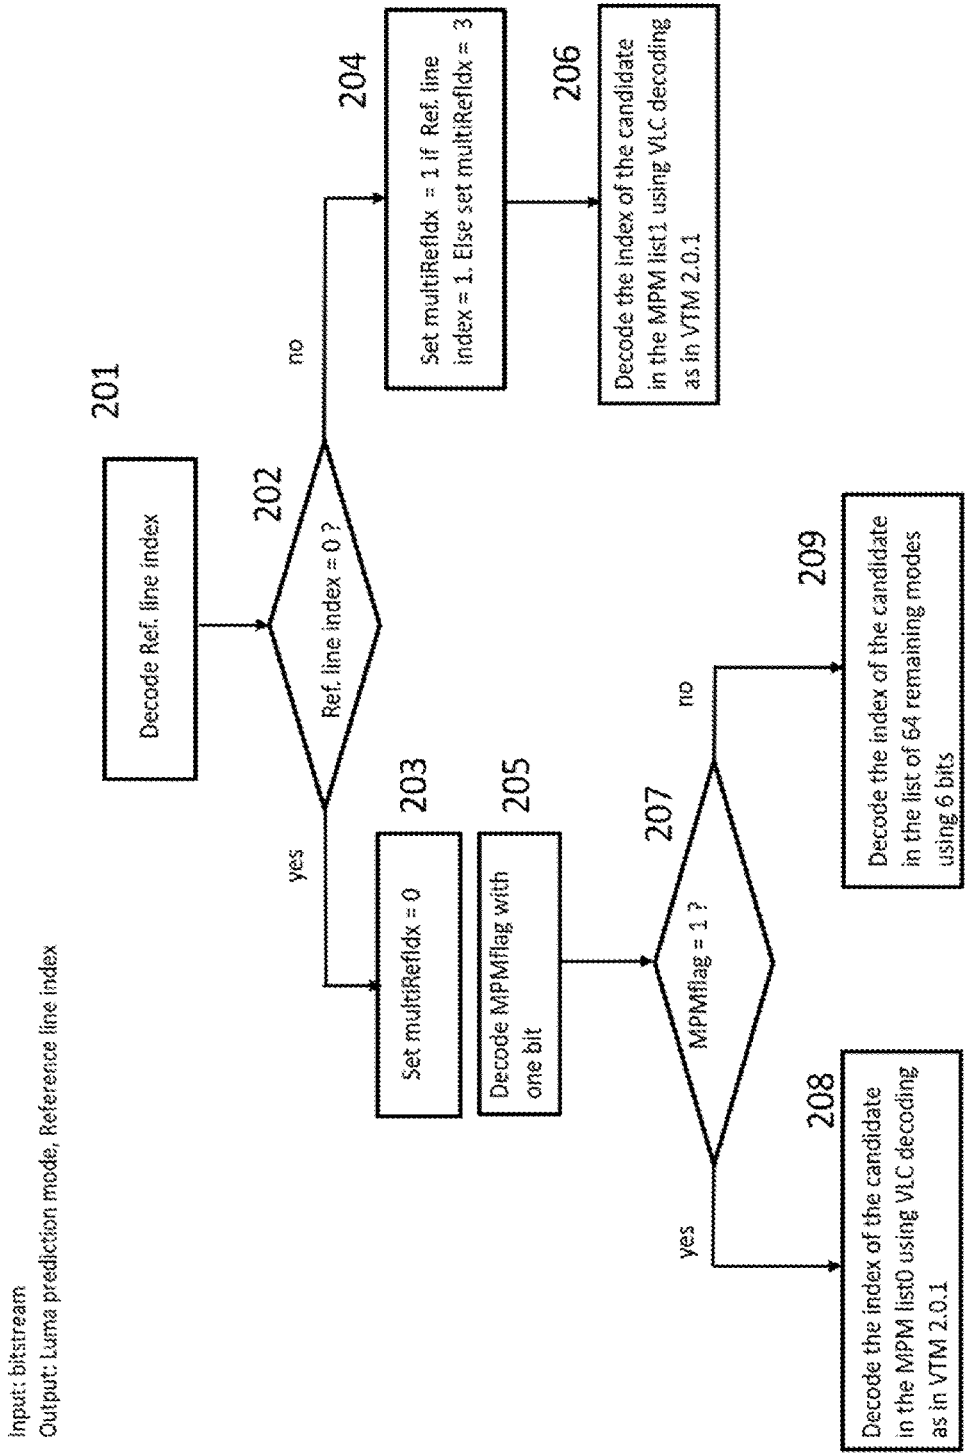 Input: bitstream
Output: Luma prediction mode, Reference line index
201
Decode Ref. line index
202
Ref. line index = 0 ?
yes
no
203
Set multiRefIdx = 0
204
Set multiRefIdx = 1 if Ref. line
index = 1. Else set multiRefIdx = 3
205
Decode MPMflag with
one bit
206
Decode the index of the candidate
in the MPM list1 using VLC decoding
as in VTM 2.0.1
207
MPMflag = 1 ?
yes
no
208
Decode the index of the candidate
in the MPM list0 using VLC decoding
as in VTM 2.0.1
209
Decode the index of the candidate
in the list of 64 remaining modes
using 6 bits